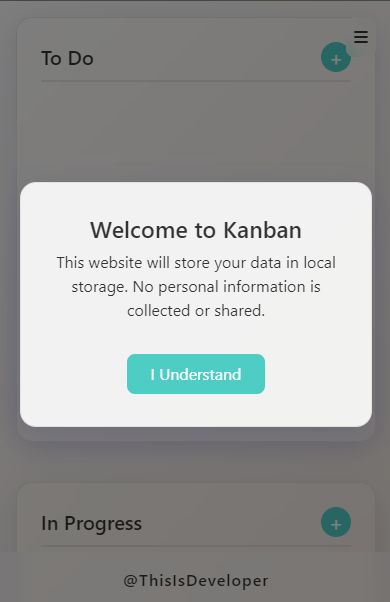 To Do
+
Welcome to Kanban
This website will store your data in local
storage. No personal information is
collected or shared.
I Understand
In Progress
+
@ThisIsDeveloper